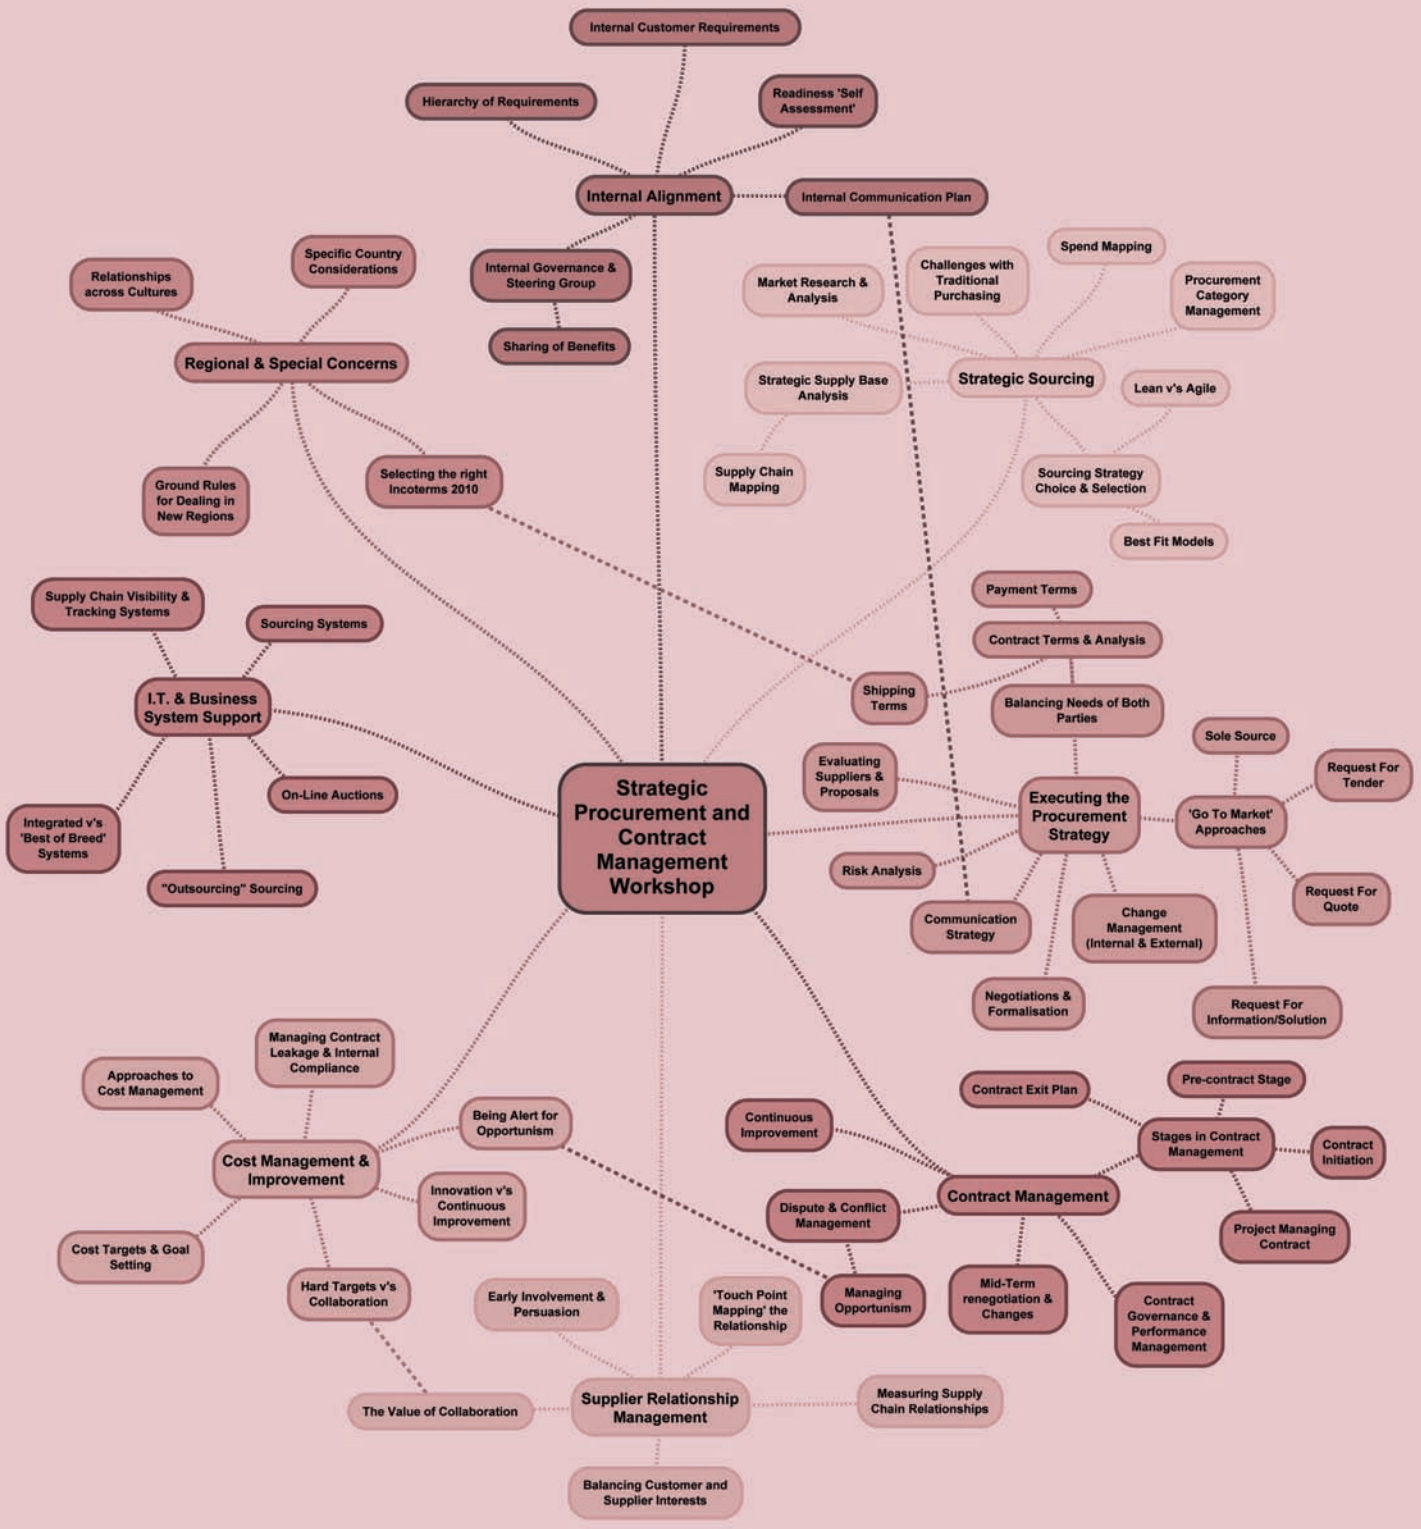 Internal Customer Requirements
Hierarchy of Requirements
Readiness 'Self
Assessment'
Internal Alignment
Internal Communication Plan
Internal Governance &
Steering Group
Sharing of Benefits
Relationships
across Cultures
Specific Country
Considerations
Regional & Special Concerns
Ground Rules
for Dealing in
New Regions
Selecting the right
Incoterms 2010
Spend Mapping
Challenges with
Traditional
Purchasing
Market Research &
Analysis
Procurement
Category
Management
Strategic Sourcing
Strategic Supply Base
Analysis
Lean v's Agile
Supply Chain
Mapping
Sourcing Strategy
Choice & Selection
Best Fit Models
Supply Chain Visibility &
Tracking Systems
Sourcing Systems
I.T. & Business
System Support
On-Line Auctions
Integrated v's
'Best of Breed'
Systems
"Outsourcing" Sourcing
Strategic
Procurement and
Contract
Management
Workshop
Payment Terms
Contract Terms & Analysis
Shipping
Terms
Balancing Needs of Both
Parties
Evaluating
Suppliers &
Proposals
Executing the
Procurement
Strategy
Sole Source
Request For
Tender
'Go To Market'
Approaches
Risk Analysis
Request For
Quote
Communication
Strategy
Change
Management
(Internal & External)
Negotiations &
Formalisation
Request For
Information/Solution
Managing Contract
Leakage & Internal
Compliance
Approaches to
Cost Management
Being Alert for
Opportunism
Cost Management &
Improvement
Innovation v's
Continuous
Improvement
Cost Targets & Goal
Setting
Hard Targets v's
Collaboration
Contract Exit Plan
Pre-contract Stage
Continuous
Improvement
Stages in Contract
Management
Contract
Initiation
Contract Management
Dispute & Conflict
Management
Project Managing
Contract
Managing
Opportunism
Mid-Term
renegotiation &
Changes
Contract
Governance &
Performance
Management
Early Involvement &
Persuasion
'Touch Point
Mapping' the
Relationship
The Value of Collaboration
Supplier Relationship
Management
Measuring Supply
Chain Relationships
Balancing Customer and
Supplier Interests